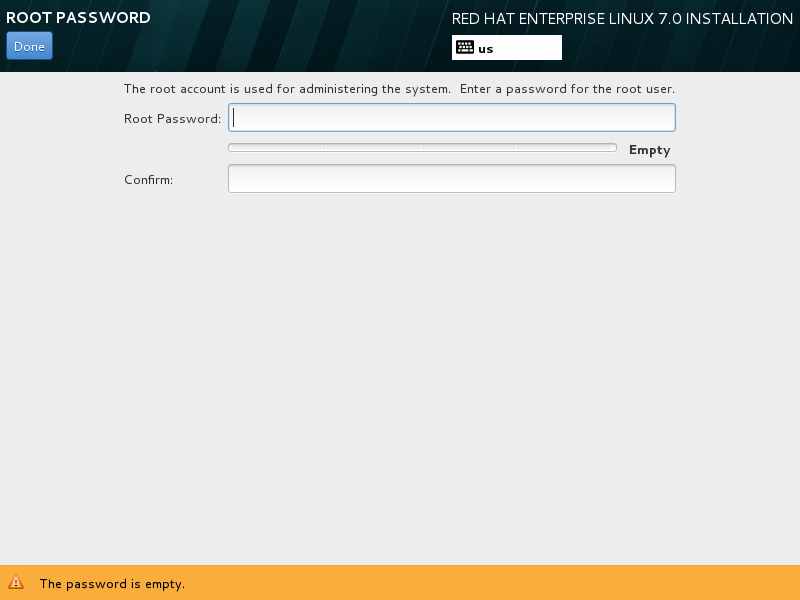 ROOT PASSWORD
RED HAT ENTERPRISE LINUX 7.0 INSTALLATION
Done
us
The root account is used for administering the system.  Enter a password for the root user.
Root Password:
Empty
Confirm:
The password is empty.